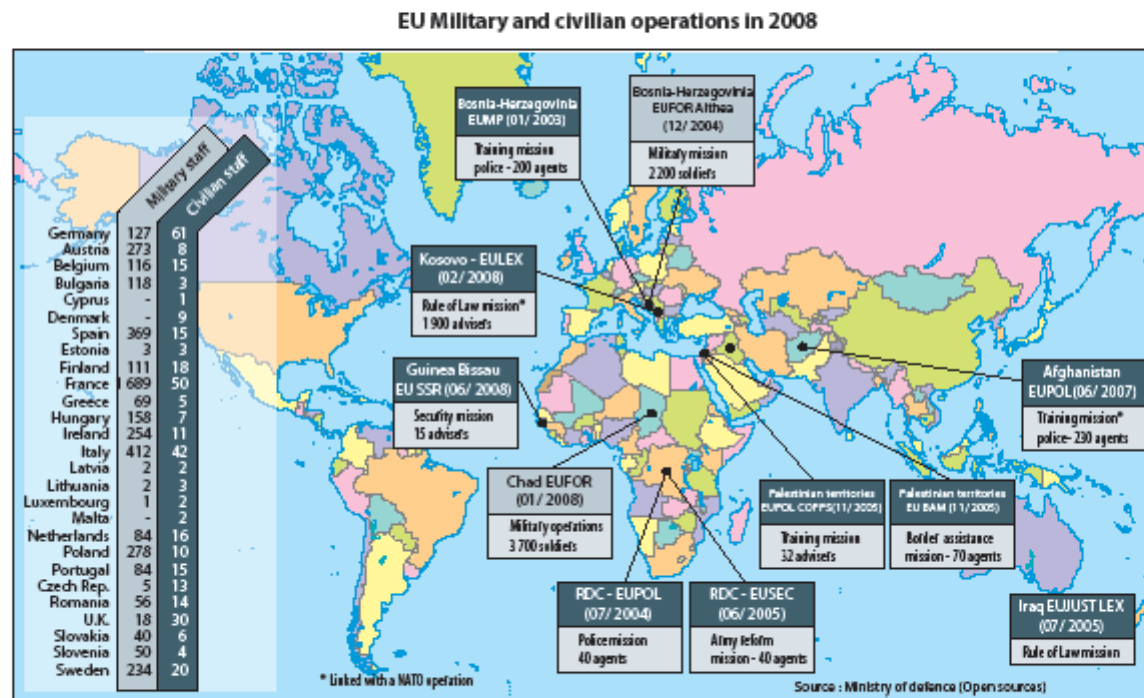 EU Military and civilian operations in 2008
Military staff
Civilian staff
Germany 127 61
Austria 273 8
Belgium 116 15
Bulgaria 118 3
Cyprus - 1
Denmark - 9
Spain 369 15
Estonia 3 3
Finland 111 18
France 1 689 50
Greece 69 5
Hungary 158 7
Ireland 254 11
Italy 412 42
Latvia 2 2
Lithuania 2 3
Luxembourg 1 2
Malta - 2
Netherlands 84 16
Poland 278 10
Portugal 84 15
Czech Rep. 5 13
Romania 56 14
U.K. 18 30
Slovakia 40 6
Slovenia 50 4
Sweden 234 20
Bosnia-Herzegovinia
EUMP (01/ 2003)
Training mission
police - 200 agents
Bosnia-Herzegovinia
EUFOR Althea
(12/ 2004)
Military mission
2 200 soldiers
Kosovo - EULEX
(02/ 2008)
Rule of Law mission*
1 900 advisers
Guinea Bissau
EU SSR (06/ 2008)
Security mission
15 advisers
Chad EUFOR
(01/ 2008)
Military operations
3 700 soldiers
Afghanistan
EUPOL (06/ 2007)
Training mission*
police- 230 agents
Palestinian territories
EUPOL COPPS (11/ 2005)
Training mission
32 advisers
Palestinian territories
EU BAM (11/2005)
Border assistance
mission - 70 agents
RDC - EUPOL
(07/ 2004)
Police mission
40 agents
RDC - EUSEC
(06/ 2005)
Army reform
mission - 40 agents
Iraq EUJUST LEX
(07/ 2005)
Rule of Law mission
* Linked with a NATO operation
Source : Ministry of defence (Open sources)